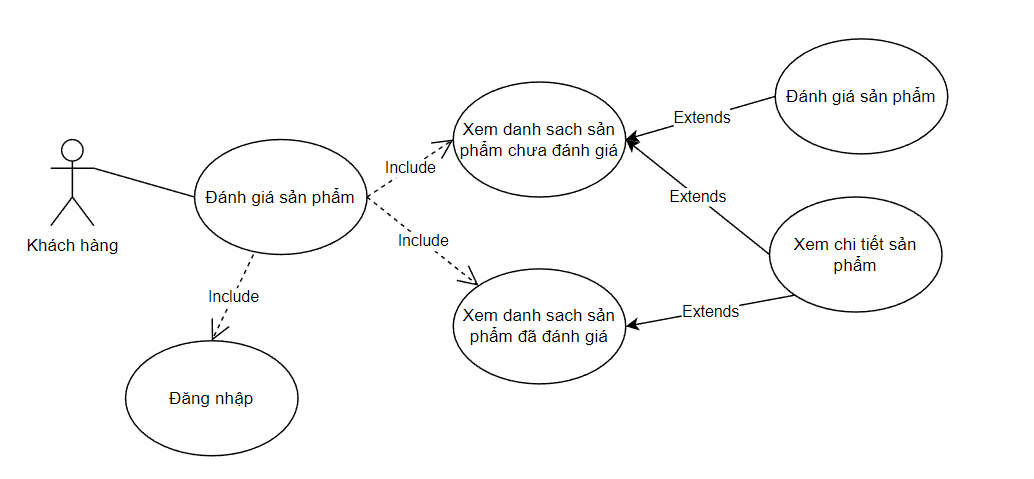 Khách hàng
Đánh giá sản phẩm
Include
Đăng nhập
Include
Xem danh sach sản
phẩm chưa đánh giá
Include
Xem danh sach sản
phẩm đã đánh giá
Extends
Đánh giá sản phẩm
Extends
Xem chi tiết sản
phẩm
Extends